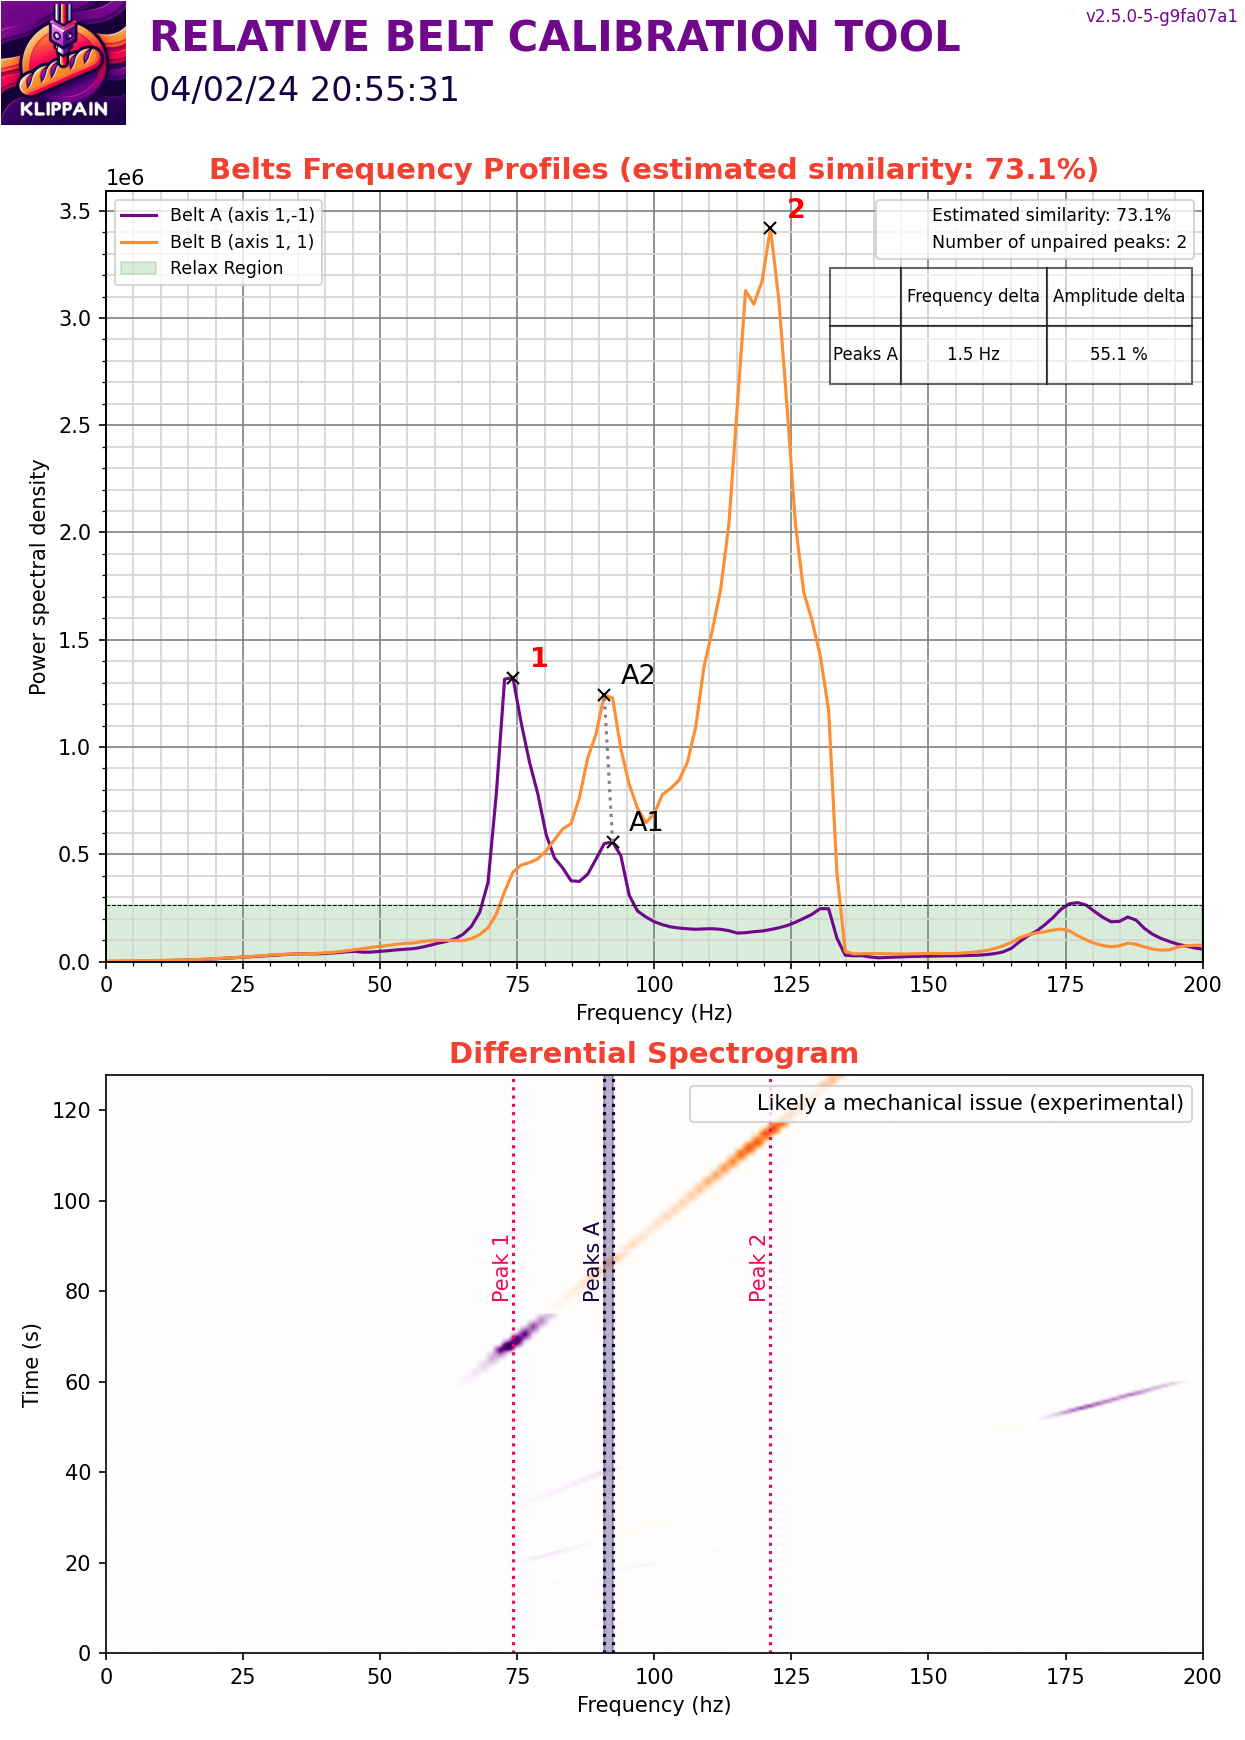 KLIPPAIN
RELATIVE BELT CALIBRATION TOOL
v2.5.0-5-g9fa07a1
04/02/24 20:55:31
Belts Frequency Profiles (estimated similarity: 73.1%)
1e6
Belt A (axis 1,-1)
Belt B (axis 1, 1)
Relax Region
Estimated similarity: 73.1%
Number of unpaired peaks: 2
Frequency delta Amplitude delta
Peaks A 1.5 Hz 55.1 %
2
1
A2
A1
3.5
3.0
2.5
2.0
1.5
1.0
0.5
0.0
Power spectral density
0 25 50 75 100 125 150 175 200
Frequency (Hz)
Differential Spectrogram
Likely a mechanical issue (experimental)
Peak 1
Peaks A
Peak 2
120
100
80
60
40
20
0
Time (s)
0 25 50 75 100 125 150 175 200
Frequency (hz)